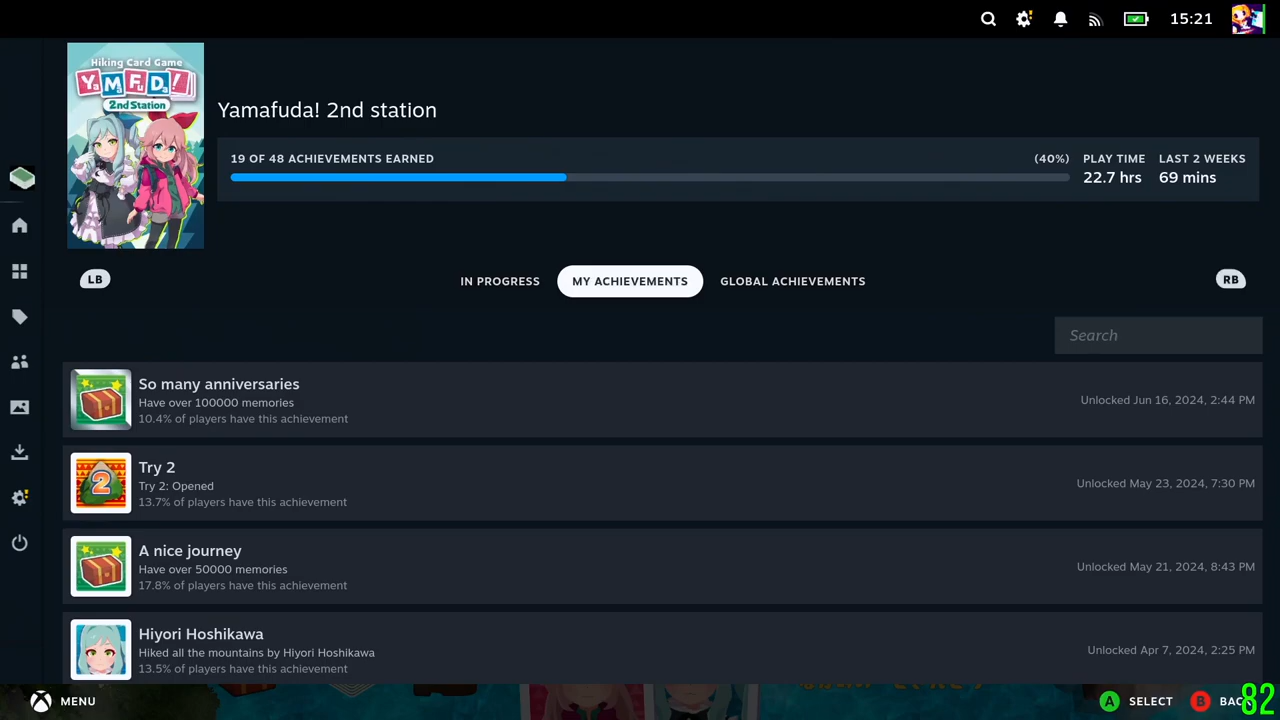 15:21
Hiking Card Game
YAMAFUDA!
2nd Station
Yamafuda! 2nd station
19 OF 48 ACHIEVEMENTS EARNED
(40%)
PLAY TIME
22.7 hrs
LAST 2 WEEKS
69 mins
LB
IN PROGRESS
MY ACHIEVEMENTS
GLOBAL ACHIEVEMENTS
RB
Search
So many anniversaries
Have over 100000 memories
10.4% of players have this achievement
Unlocked Jun 16, 2024, 2:44 PM
2
Try 2
Try 2: Opened
13.7% of players have this achievement
Unlocked May 23, 2024, 7:30 PM
A nice journey
Have over 50000 memories
17.8% of players have this achievement
Unlocked May 21, 2024, 8:43 PM
Hiyori Hoshikawa
Hiked all the mountains by Hiyori Hoshikawa
13.5% of players have this achievement
Unlocked Apr 7, 2024, 2:25 PM
MENU
A SELECT
B BAC
82